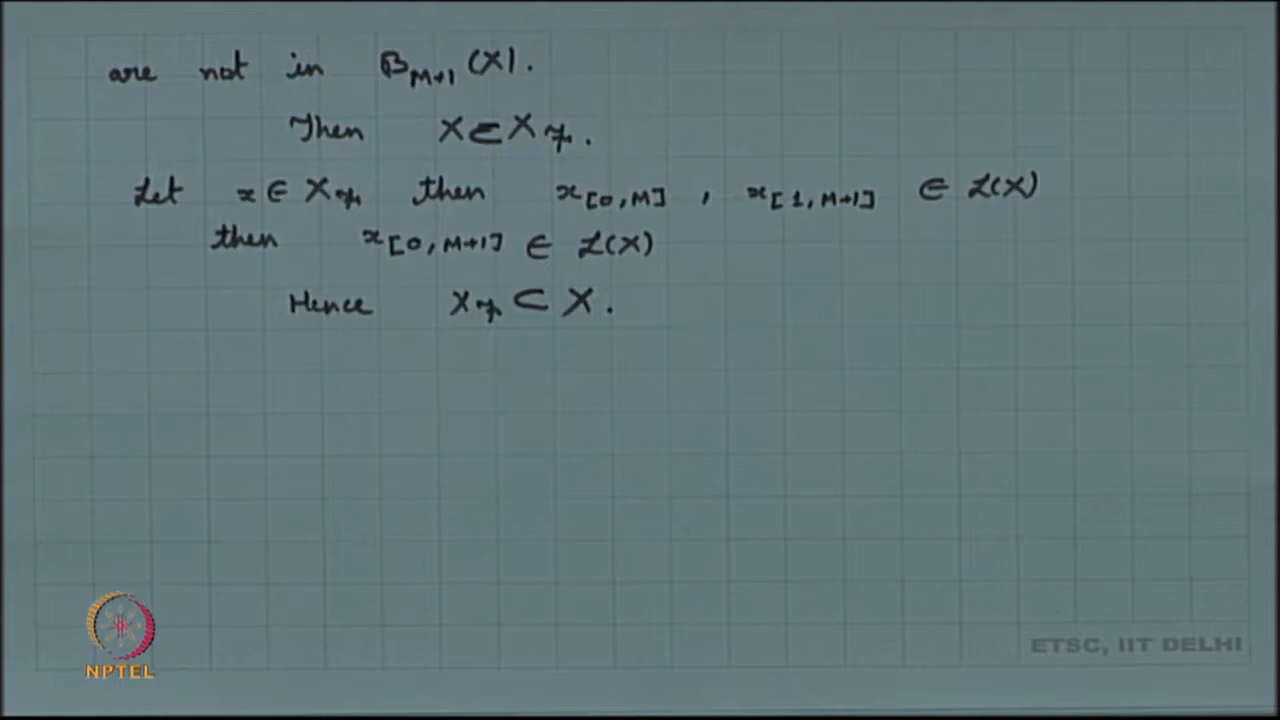 are not in B_{M+1}(X).
Then X ⊂ X_𝓕.
Let x ∈ X_𝓕 then x_{[0,M]} , x_{[1,M+1]} ∈ 𝓛(X)
then x_{[0,M+1]} ∈ 𝓛(X)
Hence X_𝓕 ⊂ X.
NPTEL
ETSC, IIT DELHI